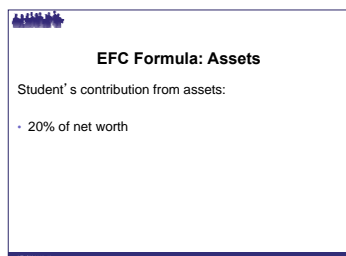 EFC Formula: Assets
Student's contribution from assets:
• 20% of net worth